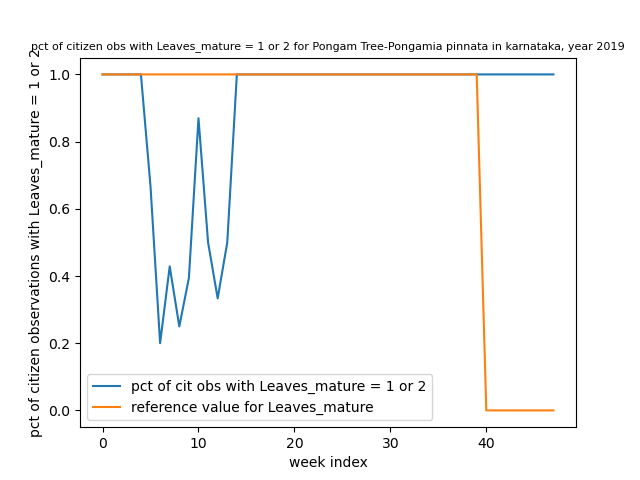 pct of citizen obs with Leaves_mature = 1 or 2 for Pongam Tree-Pongamia pinnata in karnataka, year 2019
pct of citizen observations with Leaves_mature = 1 or 2
1.0
0.8
0.6
0.4
0.2
0.0
pct of cit obs with Leaves_mature = 1 or 2
reference value for Leaves_mature
0 10 20 30 40
week index